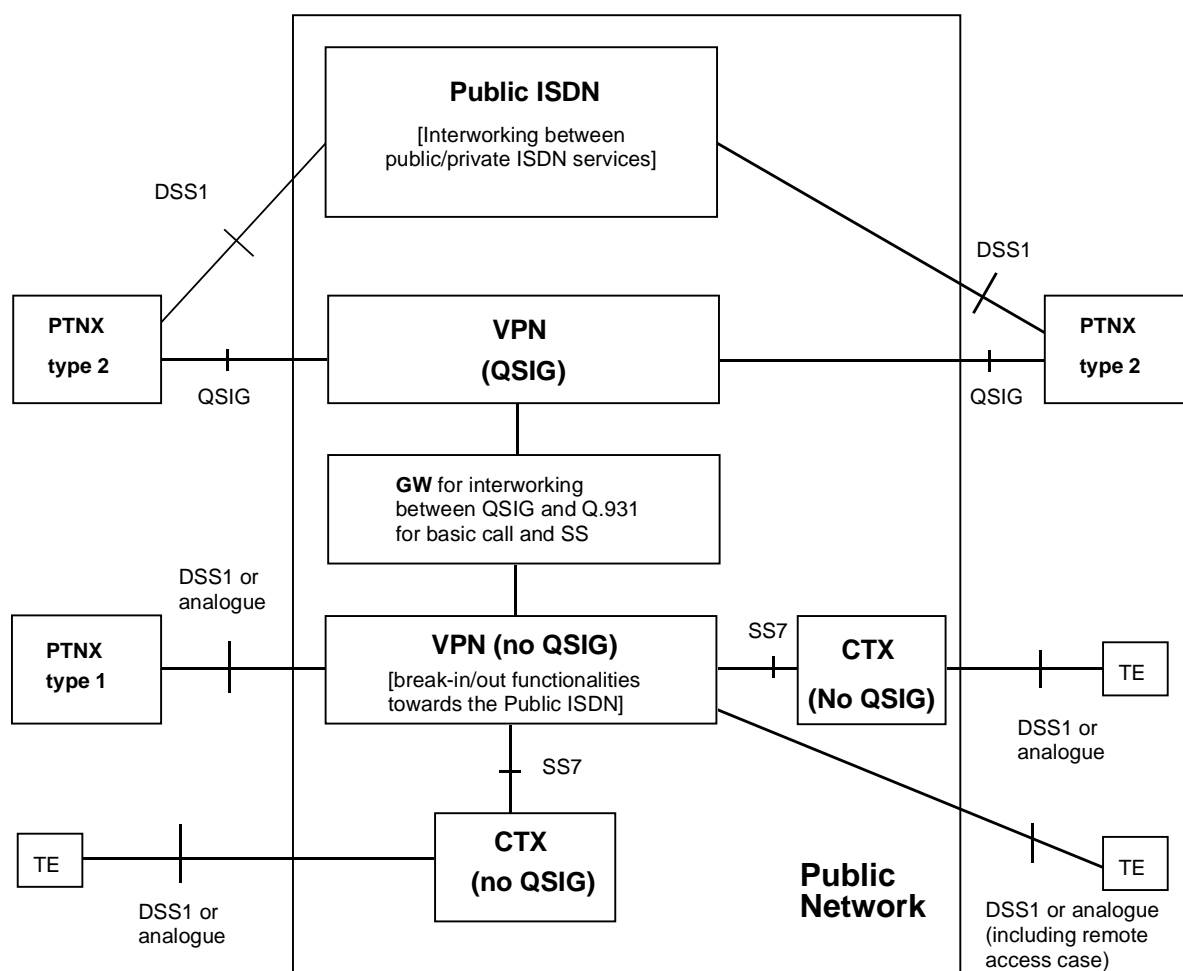 Public ISDN
[Interworking between
public/private ISDN services]
DSS1
DSS1
PTNX
type 2
VPN
(QSIG)
PTNX
type 2
QSIG
QSIG
GW for interworking
between QSIG and Q.931
for basic call and SS
DSS1 or
analogue
PTNX
type 1
VPN (no QSIG)
[break-in/out functionalities
towards the Public ISDN]
SS7
CTX
(No QSIG)
TE
DSS1 or
analogue
SS7
TE
CTX
(no QSIG)
DSS1 or
analogue
Public
Network
TE
DSS1 or analogue
(including remote
access case)